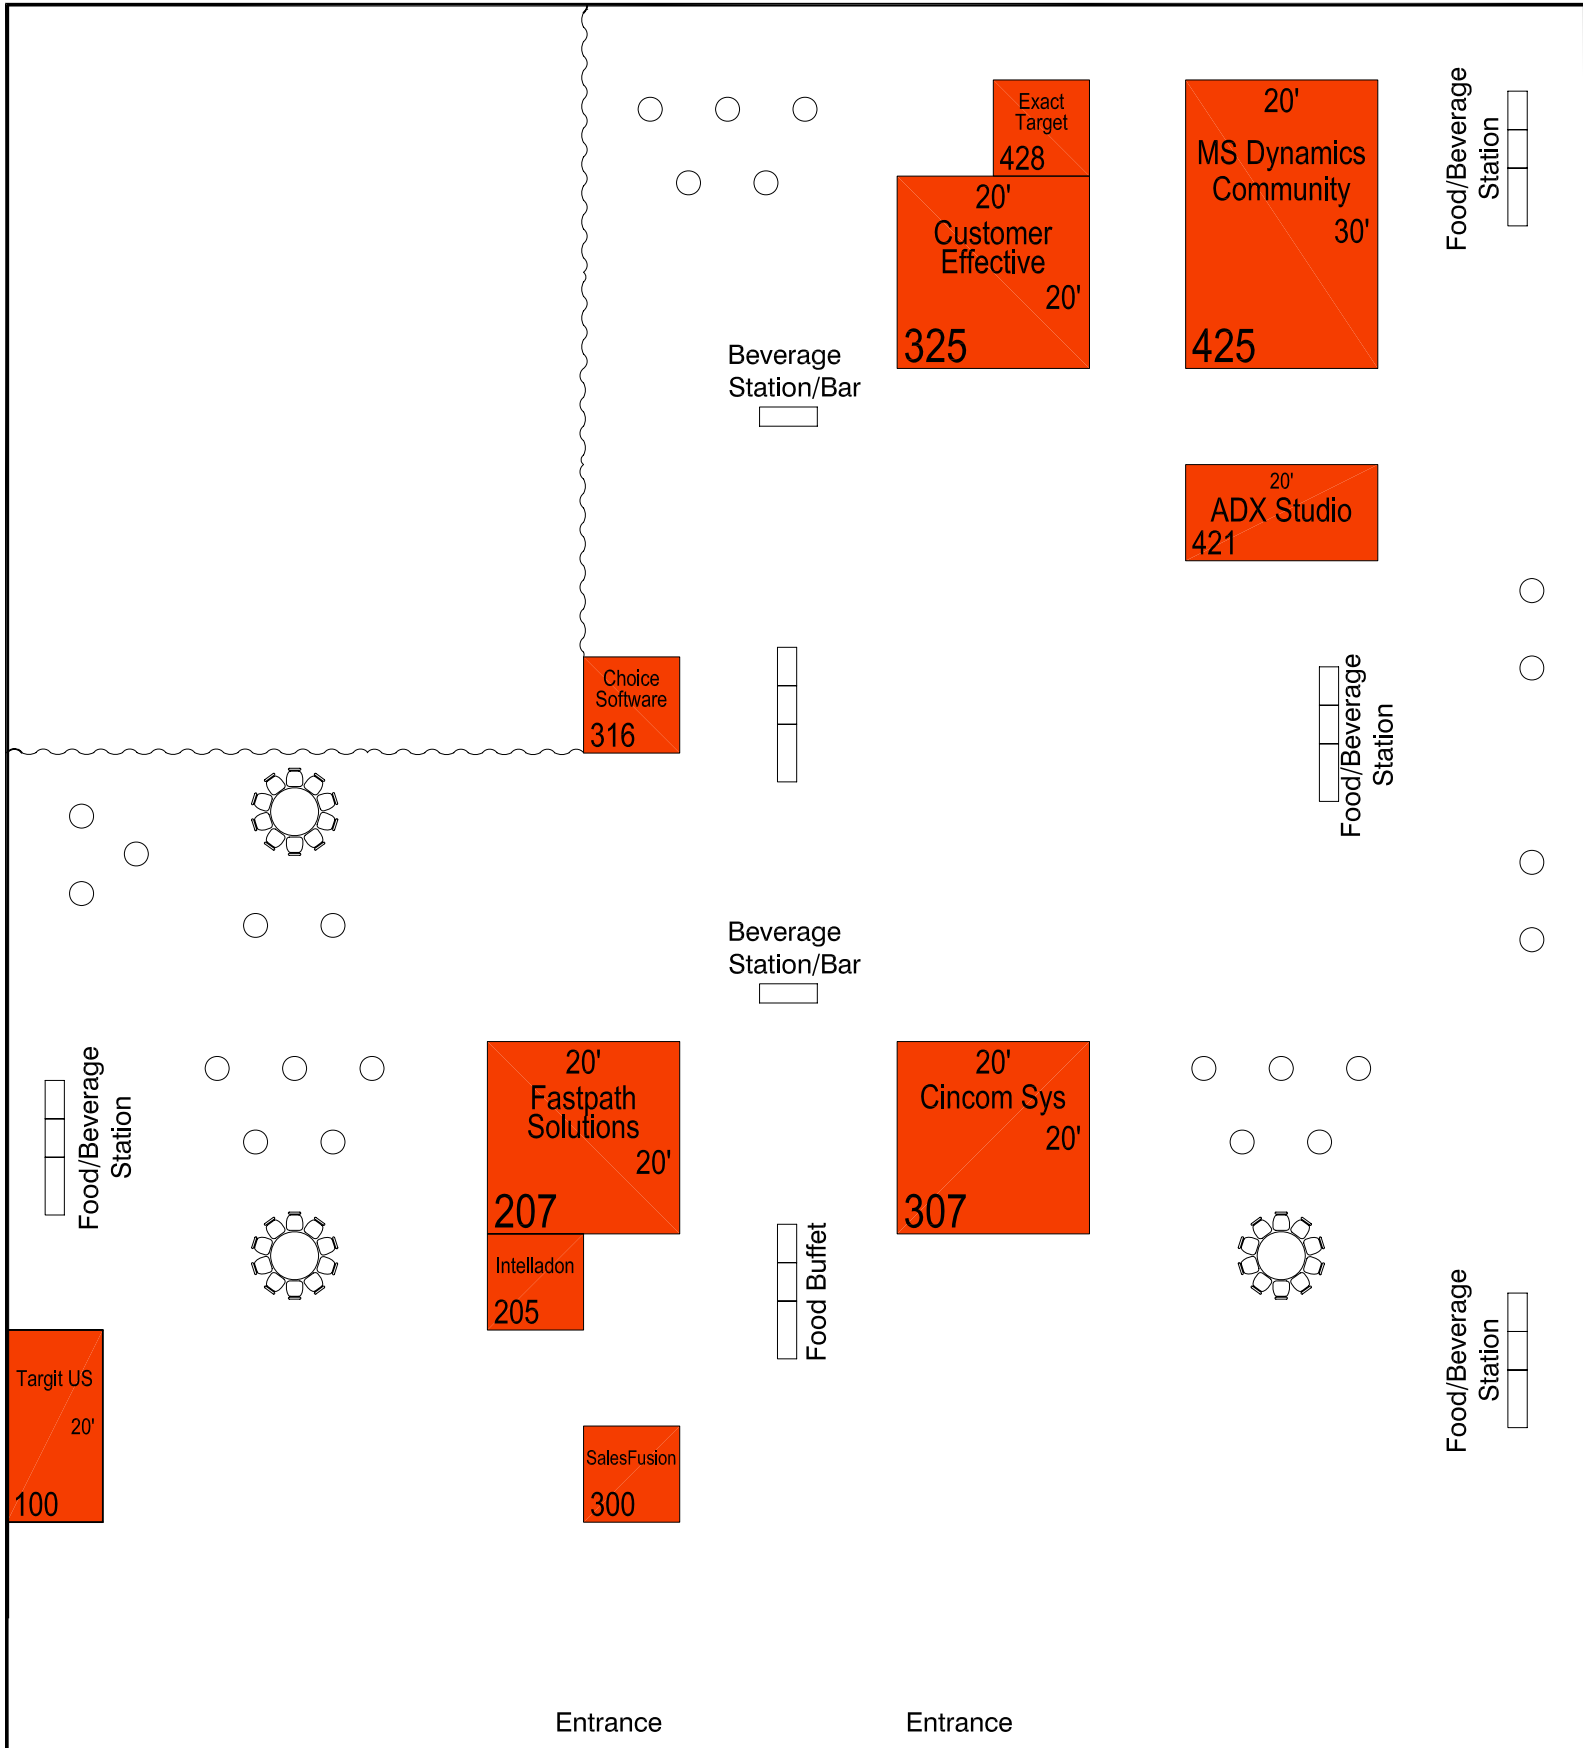 Exact
Target
428
20'
Customer
Effective
20'
325
20'
MS Dynamics
Community
30'
425
Food/Beverage
Station
Beverage
Station/Bar
20'
ADX Studio
421
Choice
Software
316
Food/Beverage
Station
Beverage
Station/Bar
Food/Beverage
Station
20'
Fastpath
Solutions
20'
207
20'
Cincom Sys
20'
307
Intelladon
205
Food Buffet
Food/Beverage
Station
Targit US
20'
100
SalesFusion
300
Entrance
Entrance